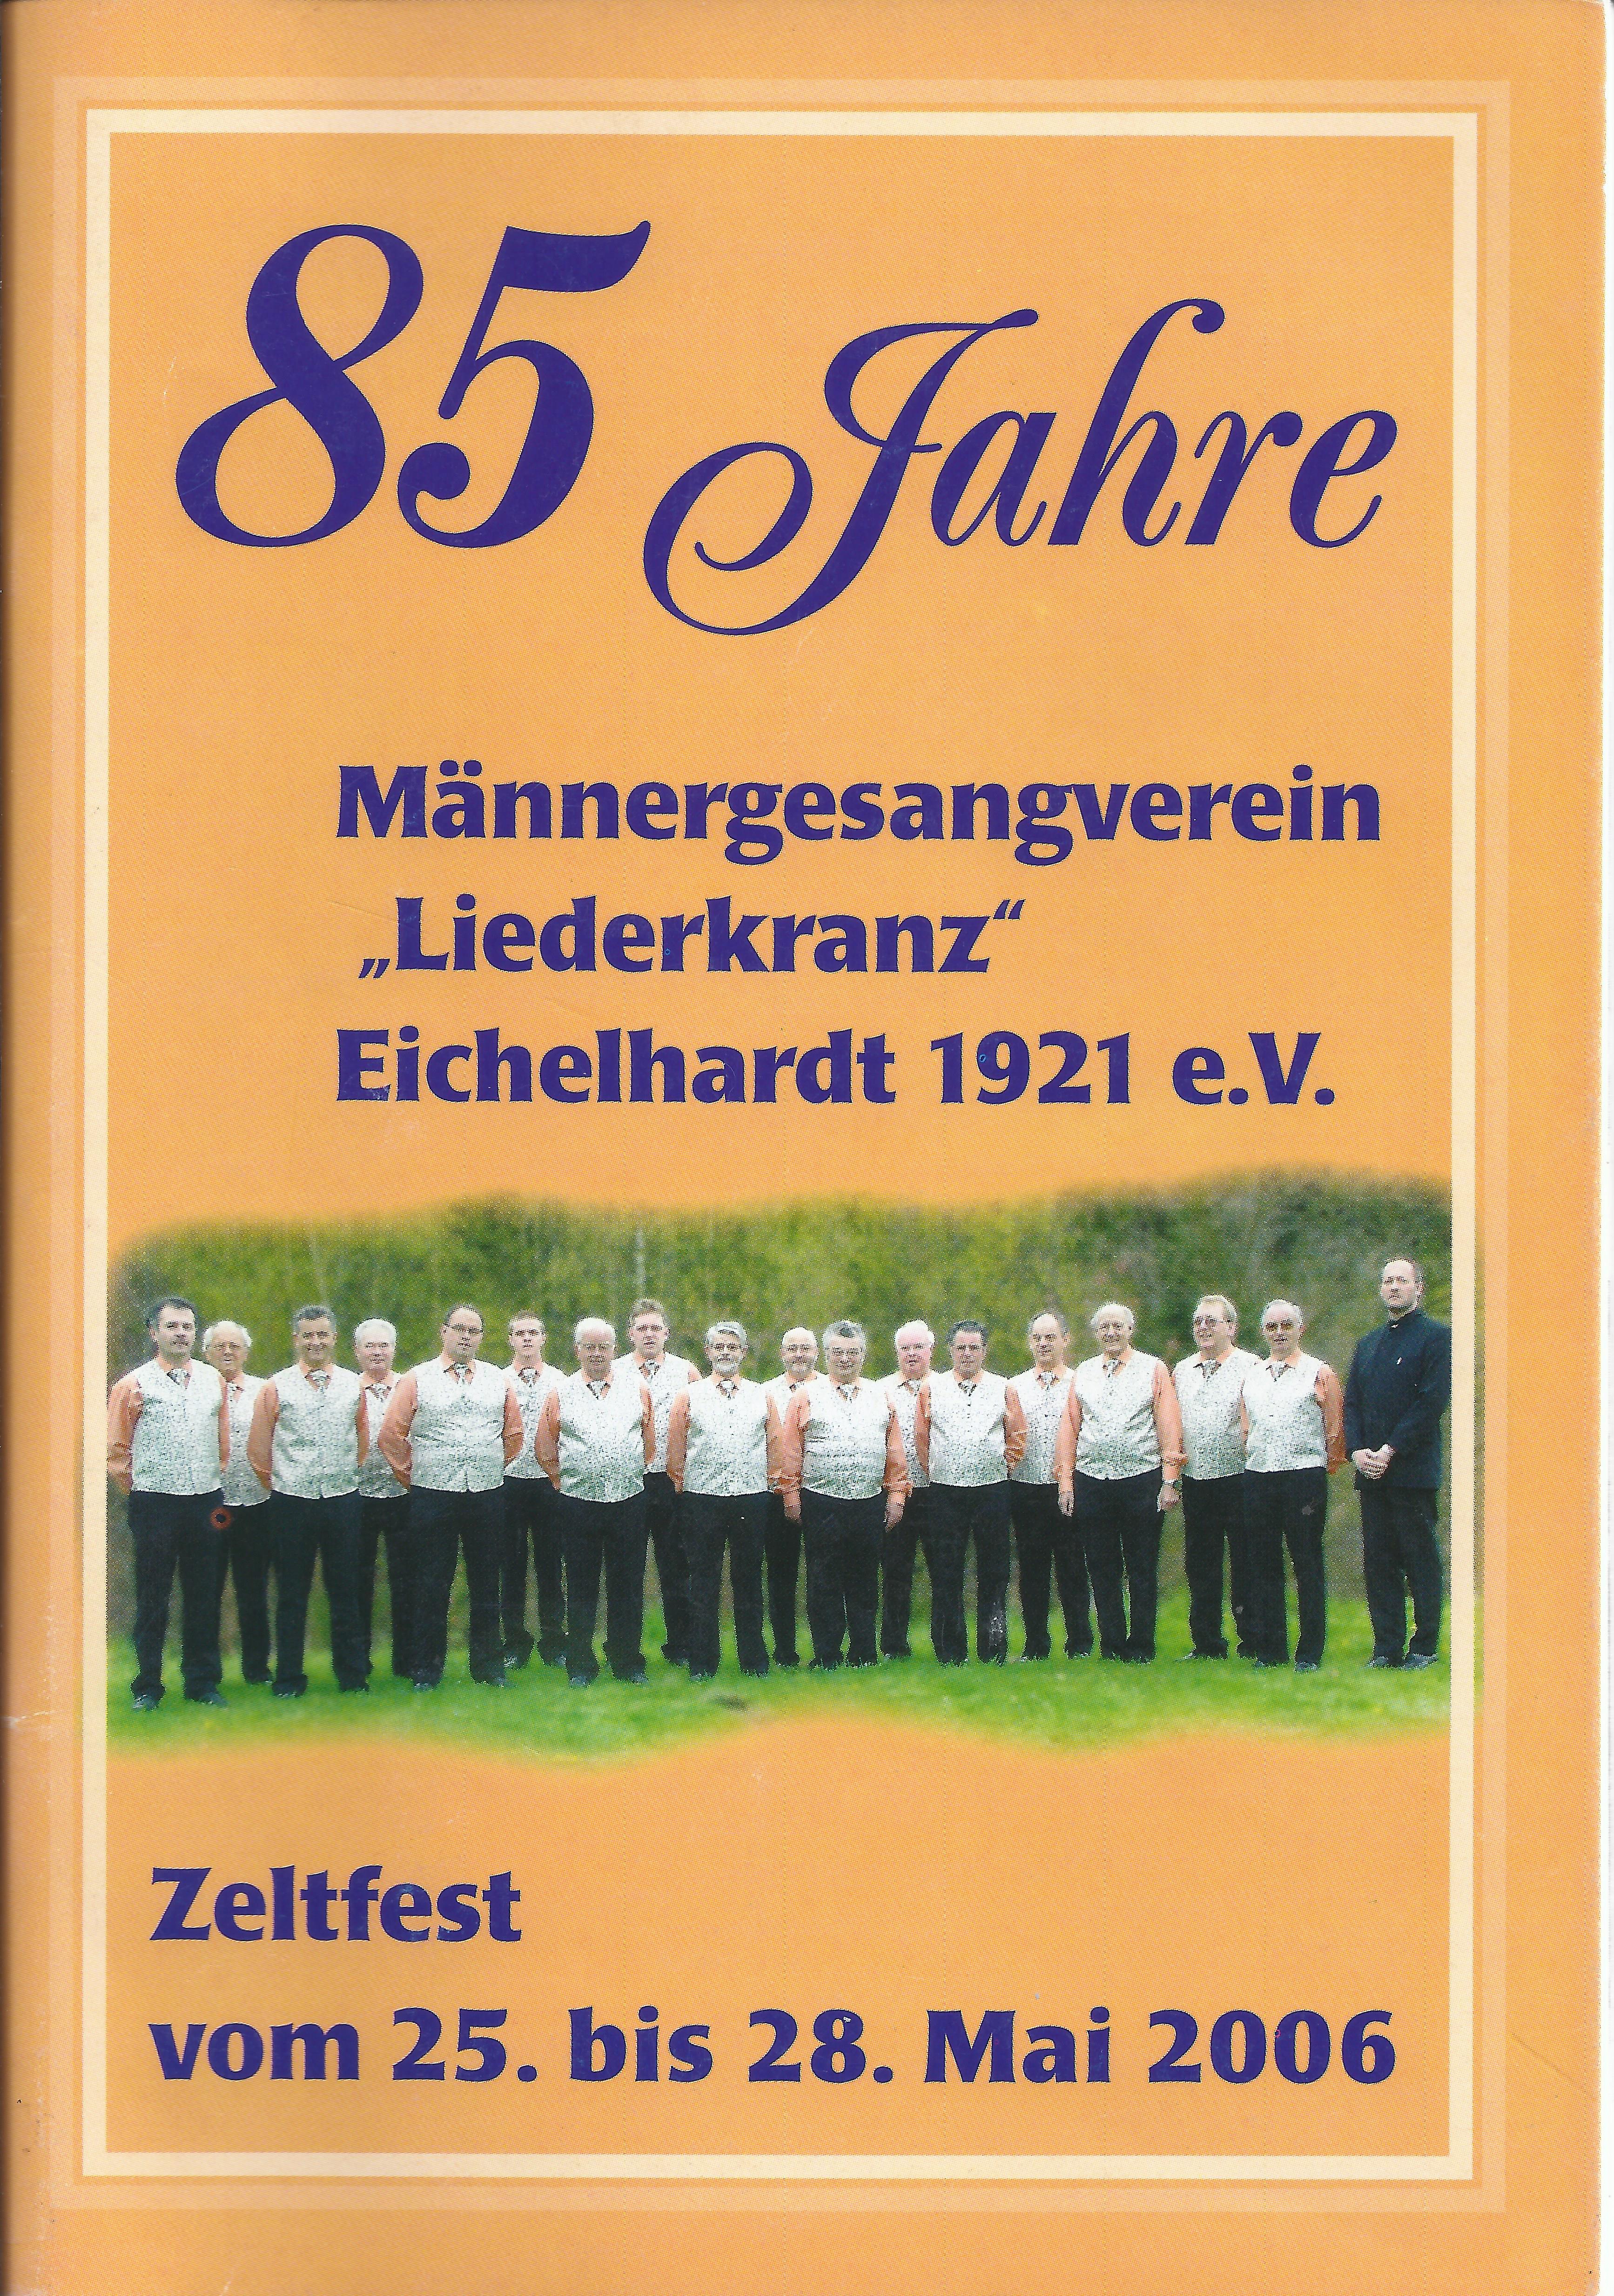 85 Jahre
Männergesangverein
„Liederkranz“
Eichelhardt 1921 e.V.
Zeltfest
vom 25. bis 28. Mai 2006